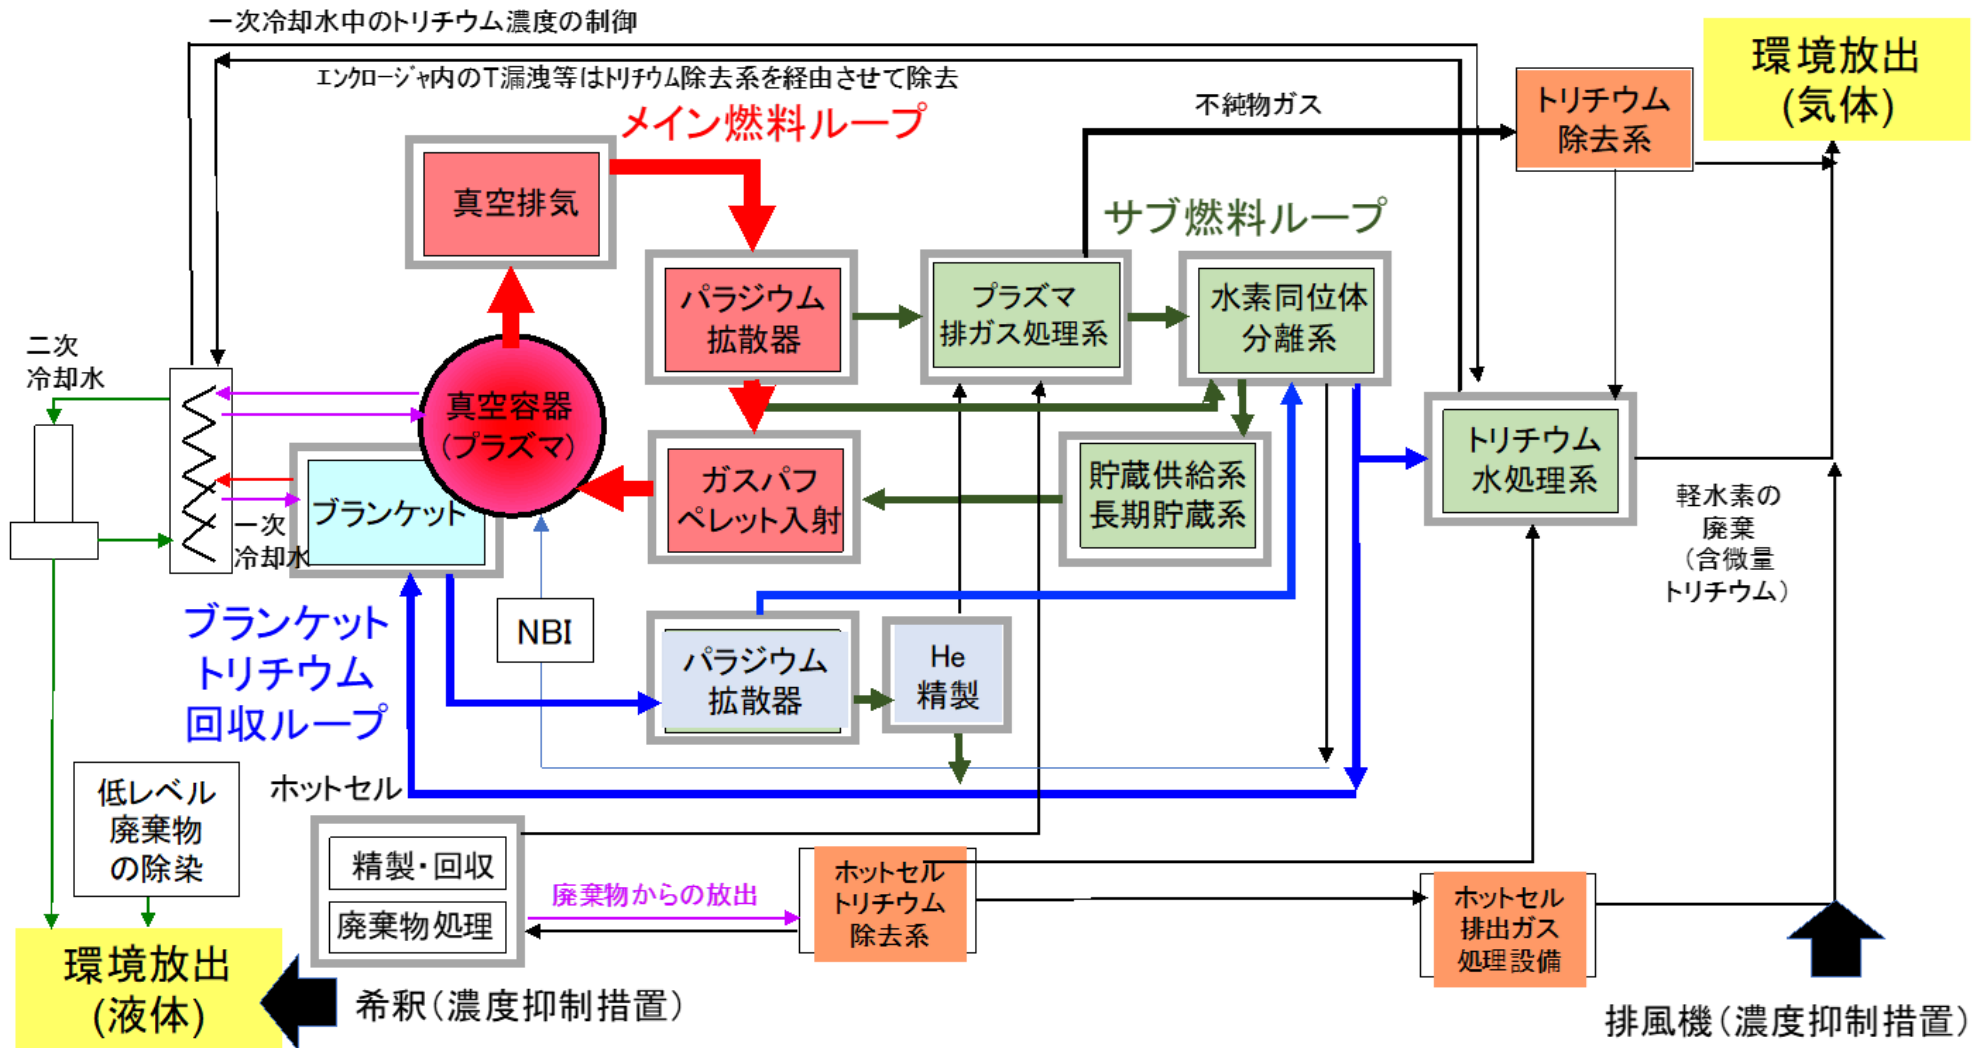 一次冷却水中のトリチウム濃度の制御
エンクロージャ内のT漏洩等はトリチウム除去系を経由させて除去
メイン燃料ループ
不純物ガス
トリチウム
除去系
環境放出
(気体)
真空排気
サブ燃料ループ
パラジウム
拡散器
プラズマ
排ガス処理系
水素同位体
分離系
二次
冷却水
真空容器
(プラズマ)
ガスパフ
ペレット入射
貯蔵供給系
長期貯蔵系
トリチウム
水処理系
ブランケット
一次
冷却水
軽水素の
廃棄
(含微量
トリチウム)
ブランケット
トリチウム
回収ループ
NBI
パラジウム
拡散器
He
精製
ホットセル
低レベル
廃棄物
の除染
精製・回収
廃棄物処理
廃棄物からの放出
ホットセル
トリチウム
除去系
ホットセル
排出ガス
処理設備
環境放出
(液体)
希釈(濃度抑制措置)
排風機(濃度抑制措置)